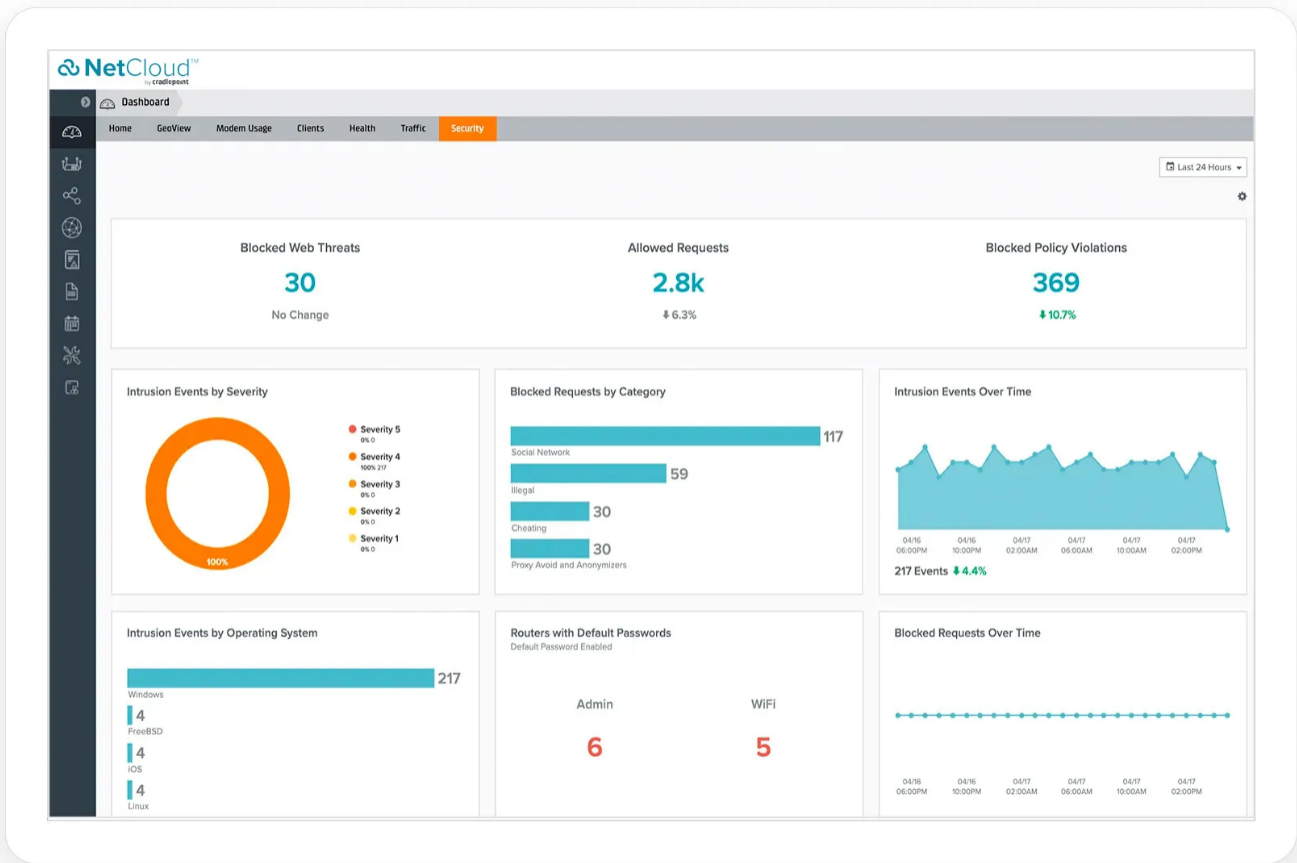 NetCloud™
by cradlepoint
Dashboard
Home GeoView Modem Usage Clients Health Traffic Security
Last 24 Hours
Blocked Web Threats
30
No Change
Allowed Requests
2.8k
6.3%
Blocked Policy Violations
369
10.7%
Intrusion Events by Severity
100%
Severity 5
0% 0
Severity 4
100% 217
Severity 3
0% 0
Severity 2
0% 0
Severity 1
0% 0
Blocked Requests by Category
117
Social Network
59
Illegal
30
Cheating
30
Proxy Avoid and Anonymizers
Intrusion Events Over Time
04/16 04/16 04/17 04/17 04/17 04/17
06:00PM 10:00PM 02:00AM 06:00AM 10:00AM 02:00PM
217 Events 4.4%
Intrusion Events by Operating System
217
Windows
4
FreeBSD
4
iOS
4
Linux
Routers with Default Passwords
Default Password Enabled
Admin WiFi
6 5
Blocked Requests Over Time
04/16 04/16 04/17 04/17 04/17 04/17
06:00PM 10:00PM 02:00AM 06:00AM 10:00AM 02:00PM